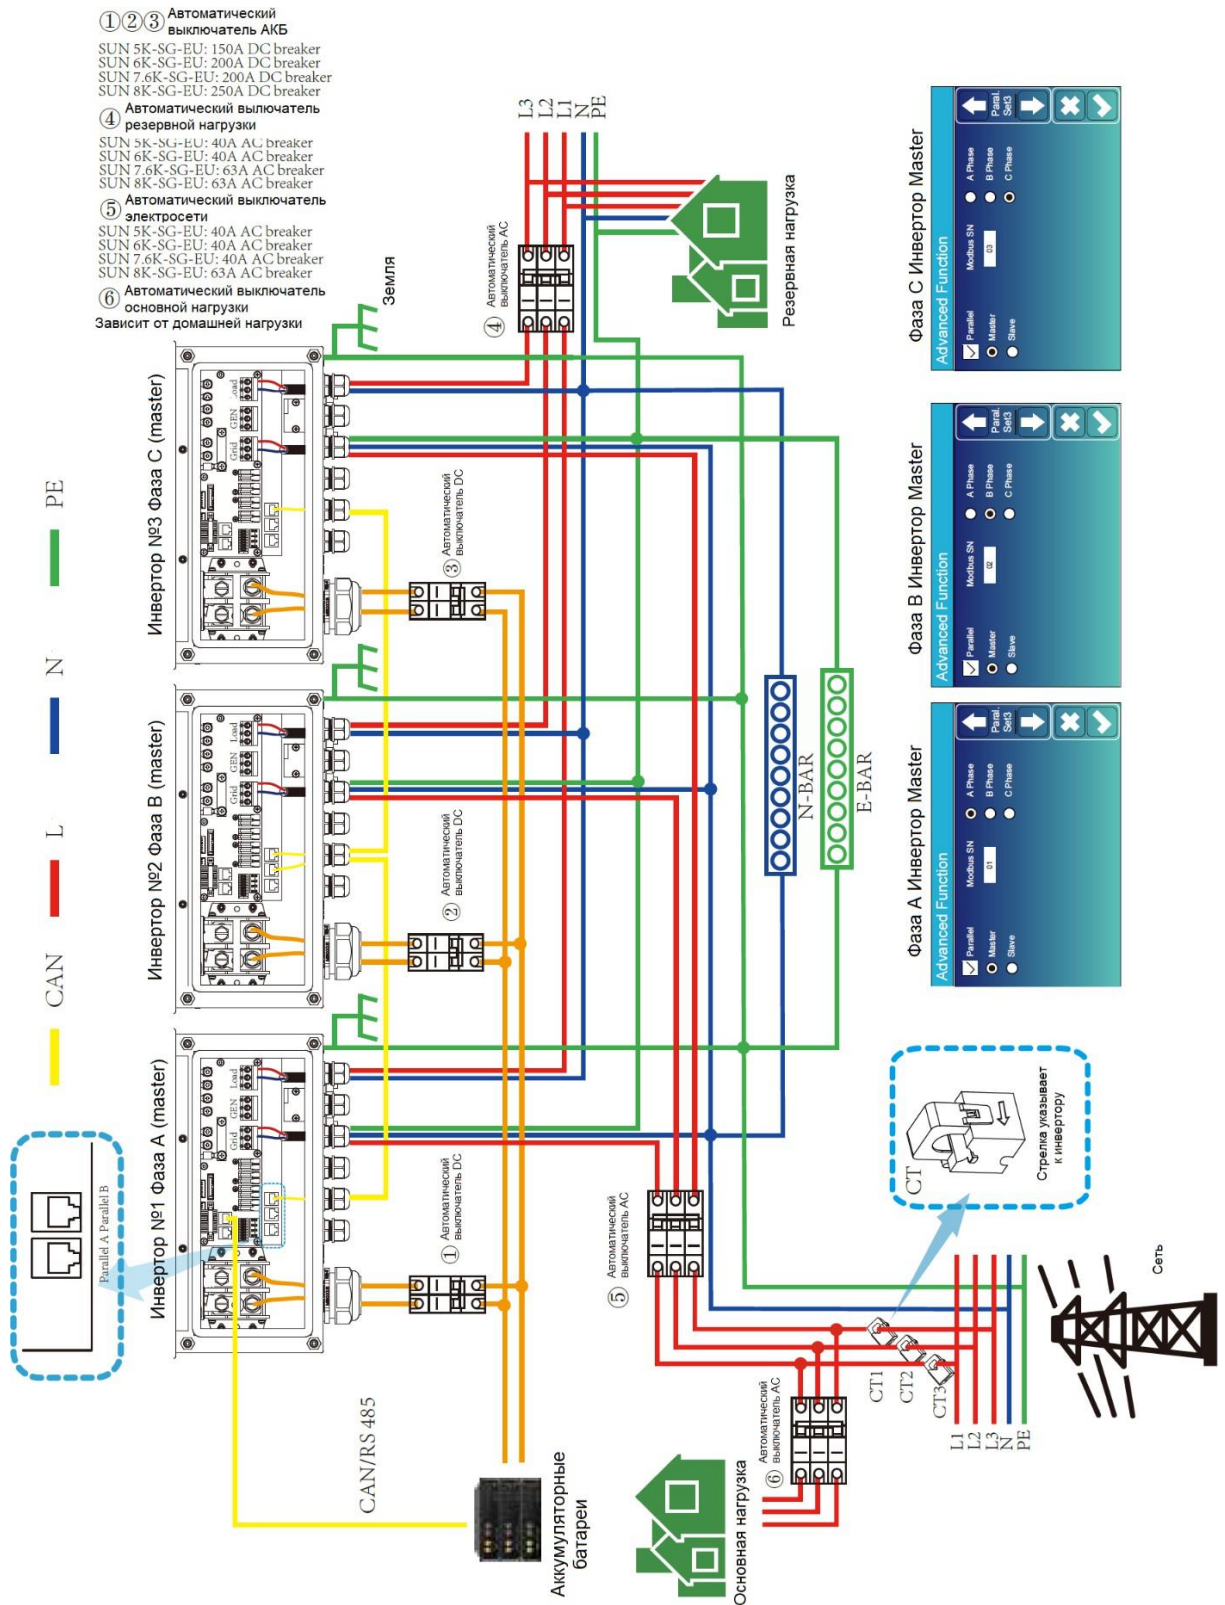 ①②③ Автоматический
выключатель АКБ
SUN 5K-SG-EU: 150A DC breaker
SUN 6K-SG-EU: 200A DC breaker
SUN 7.6K-SG-EU: 200A DC breaker
SUN 8K-SG-EU: 250A DC breaker
④ Автоматический вылючатель
резервной нагрузки
SUN 5K-SG-EU: 40A AC breaker
SUN 6K-SG-EU: 40A AC breaker
SUN 7.6K-SG-EU: 63A AC breaker
SUN 8K-SG-EU: 63A AC breaker
⑤ Автоматический выключатель
электросети
SUN 5K-SG-EU: 40A AC breaker
SUN 6K-SG-EU: 40A AC breaker
SUN 7.6K-SG-EU: 40A AC breaker
SUN 8K-SG-EU: 63A AC breaker
⑥ Автоматический выключатель
основной нагрузки
Зависит от домашней нагрузки
CAN
L
N
PE
Parallel A Parallel B
Инвертор №1 Фаза А (master)
Grid
GEN
Load
Инвертор №2 Фаза В (master)
Grid
GEN
Load
Инвертор №3 Фаза С (master)
Grid
GEN
Load
Земля
CAN/RS 485
① Автоматический
выключатель DC
② Автоматический
выключатель DC
③ Автоматический
выключатель DC
④ Автоматический
выключатель AC
L3
L2
L1
N
PE
Резервная нагрузка
Аккумуляторные
батареи
⑤ Автоматический
выключатель AC
⑥ Автоматический
выключатель AC
Основная нагрузка
N-BAR
E-BAR
CT1
CT2
CT3
L1
L2
L3
N
PE
CT
Стрелка указывает
к инвертору
Сеть
Фаза А Инвертор Master
Advanced Function
Parallel
Master
Slave
Modbus SN
01
A Phase
B Phase
C Phase
Paral.
Set3
Фаза В Инвертор Master
Advanced Function
Parallel
Master
Slave
Modbus SN
02
A Phase
B Phase
C Phase
Paral.
Set3
Фаза С Инвертор Master
Advanced Function
Parallel
Master
Slave
Modbus SN
03
A Phase
B Phase
C Phase
Paral.
Set3